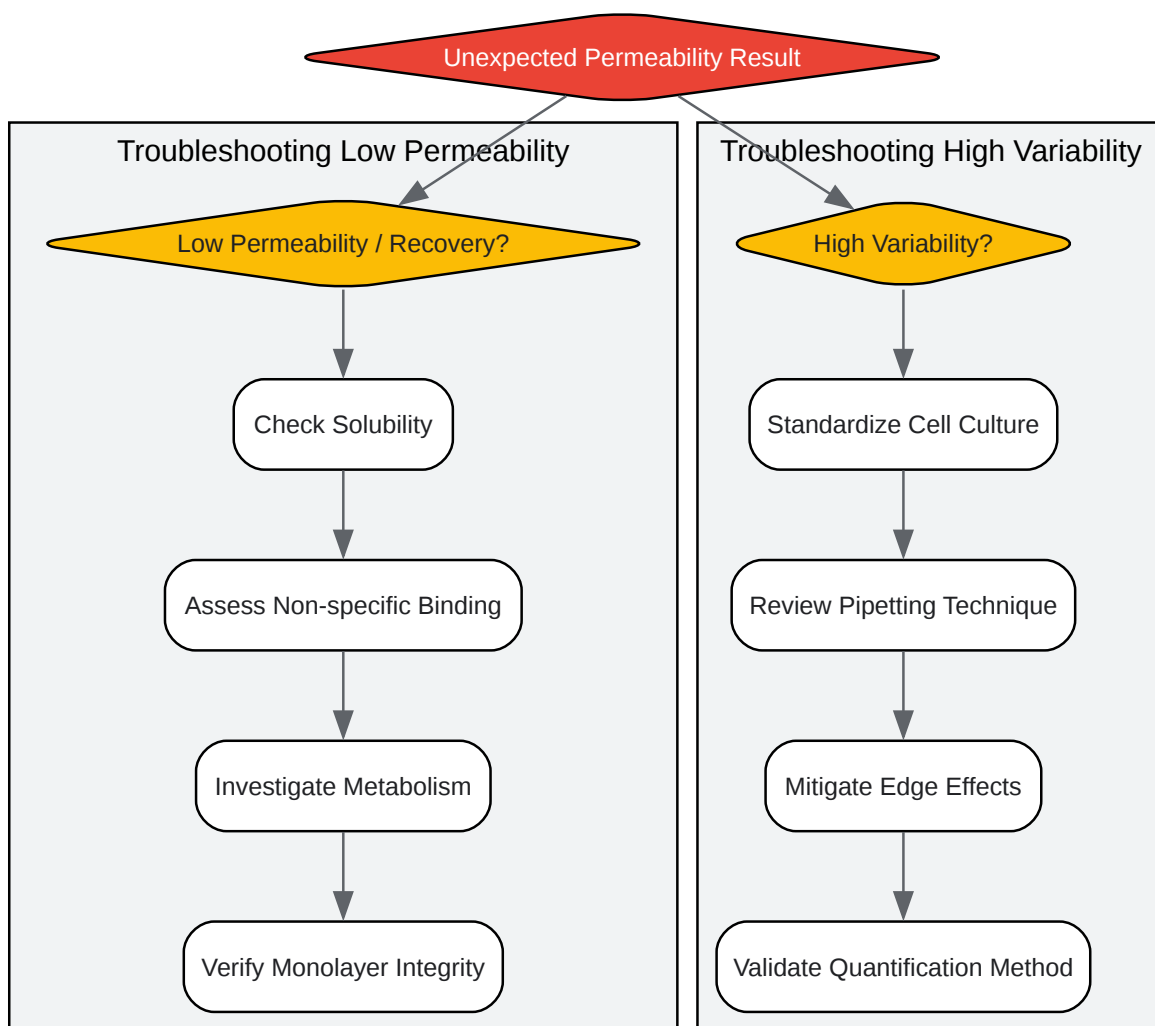 Unexpected Permeability Result
Troubleshooting Low Permeability
Low Permeability / Recovery?
Check Solubility
Assess Non-specific Binding
Investigate Metabolism
Verify Monolayer Integrity
Troubleshooting High Variability
High Variability?
Standardize Cell Culture
Review Pipetting Technique
Mitigate Edge Effects
Validate Quantification Method